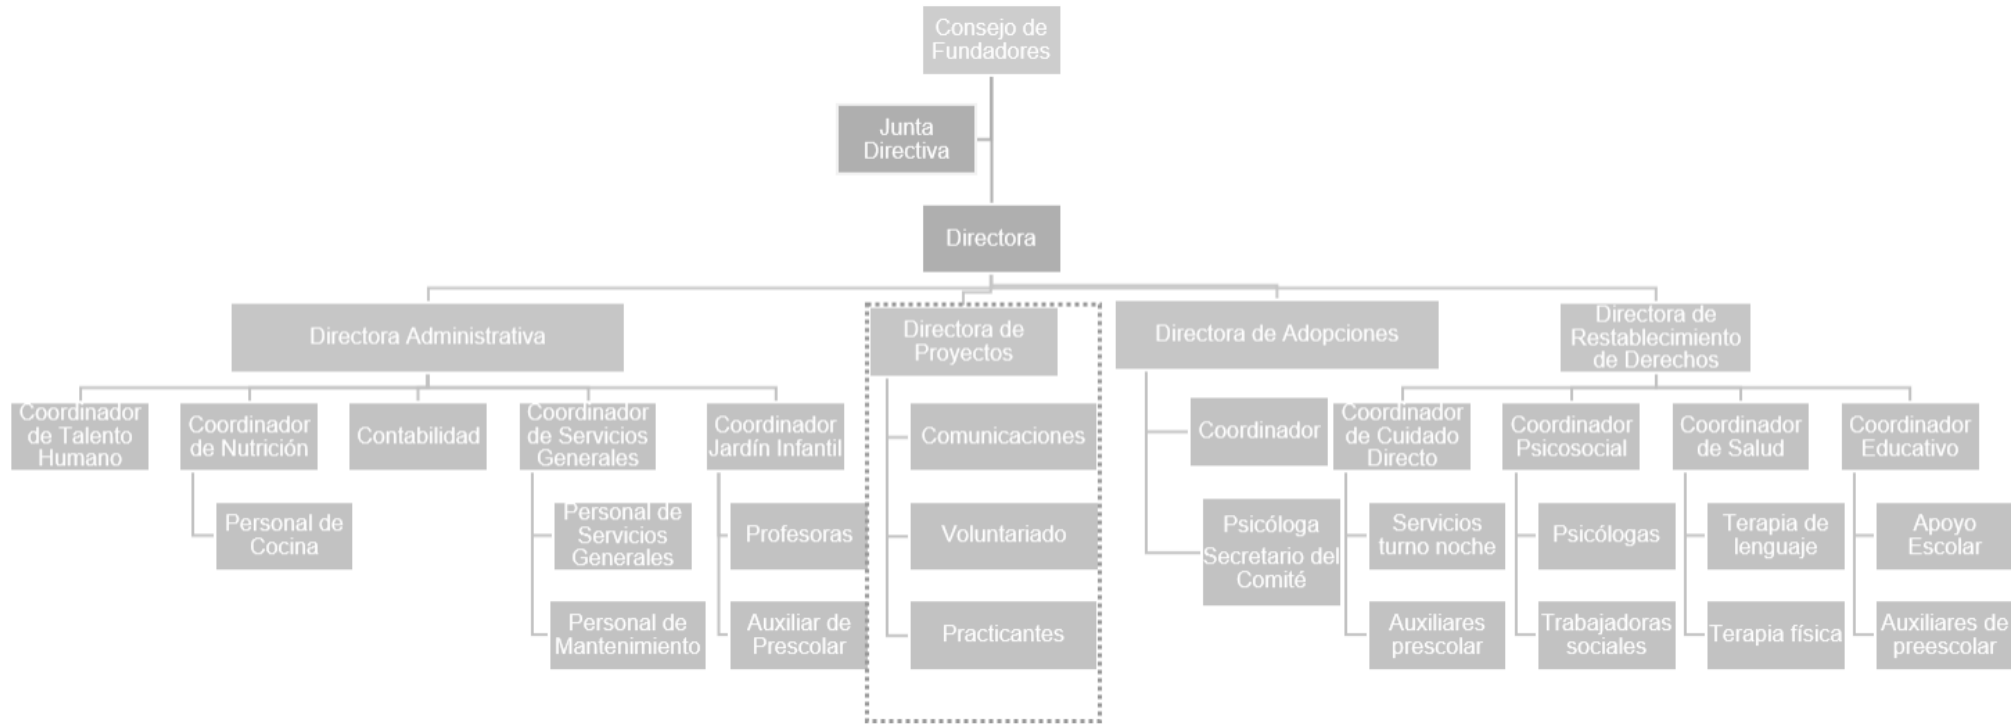 Consejo de
Fundadores
Junta
Directiva
Directora
Directora Administrativa
Directora de
Proyectos
Directora de Adopciones
Directora de
Restablecimiento
de Derechos
Coordinador
de Talento
Humano
Coordinador
de Nutrición
Contabilidad
Coordinador
de Servicios
Generales
Coordinador
Jardín Infantil
Comunicaciones
Coordinador
Coordinador
de Cuidado
Directo
Coordinador
Psicosocial
Coordinador
de Salud
Coordinador
Educativo
Personal de
Cocina
Personal de
Servicios
Generales
Profesoras
Voluntariado
Psicóloga
Secretario del
Comité
Servicios
turno noche
Psicólogas
Terapia de
lenguaje
Apoyo
Escolar
Personal de
Mantenimiento
Auxiliar de
Prescolar
Practicantes
Auxiliares
prescolar
Trabajadoras
sociales
Terapia física
Auxiliares de
preescolar